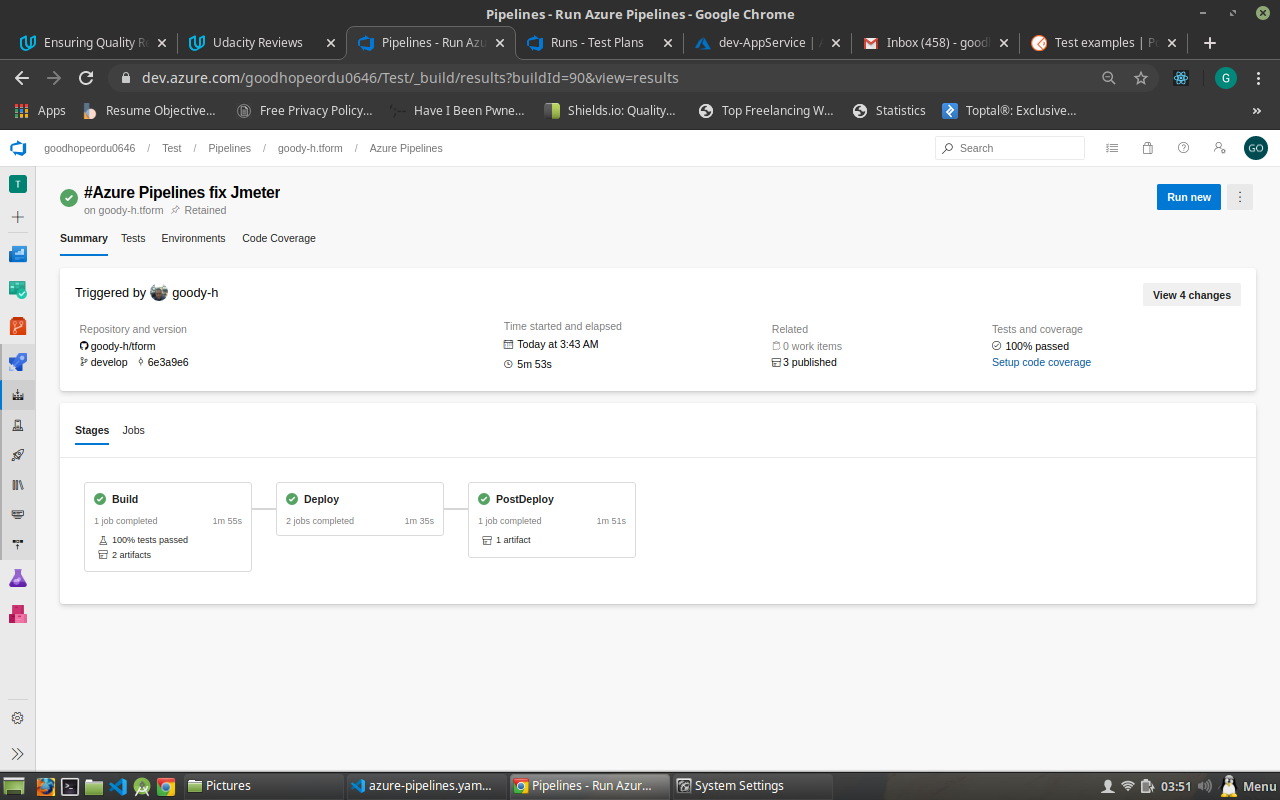 Pipelines - Run Azure Pipelines - Google Chrome
Ensuring Quality Re
Udacity Reviews
Pipelines - Run Azu
Runs - Test Plans
dev-AppService | A
Inbox (458) - good
Test examples | Po
dev.azure.com/goodhopeordu0646/Test/_build/results?buildId=90&view=results
G
Apps
Resume Objective...
Free Privacy Policy...
Have I Been Pwne...
Shields.io: Quality...
Top Freelancing W...
Statistics
Toptal®: Exclusive...
»
goodhopeordu0646 / Test / Pipelines / goody-h.tform / Azure Pipelines
Search
GO
T
#Azure Pipelines fix Jmeter
on goody-h.tform Retained
Run new
Summary Tests Environments Code Coverage
Triggered by goody-h
View 4 changes
Repository and version
goody-h/tform
develop 6e3a9e6
Time started and elapsed
Today at 3:43 AM
5m 53s
Related
0 work items
3 published
Tests and coverage
100% passed
Setup code coverage
Stages Jobs
Build
1 job completed 1m 55s
100% tests passed
2 artifacts
Deploy
2 jobs completed 1m 35s
PostDeploy
1 job completed 1m 51s
1 artifact
Pictures
azure-pipelines.yam...
Pipelines - Run Azur...
System Settings
03:51
Menu